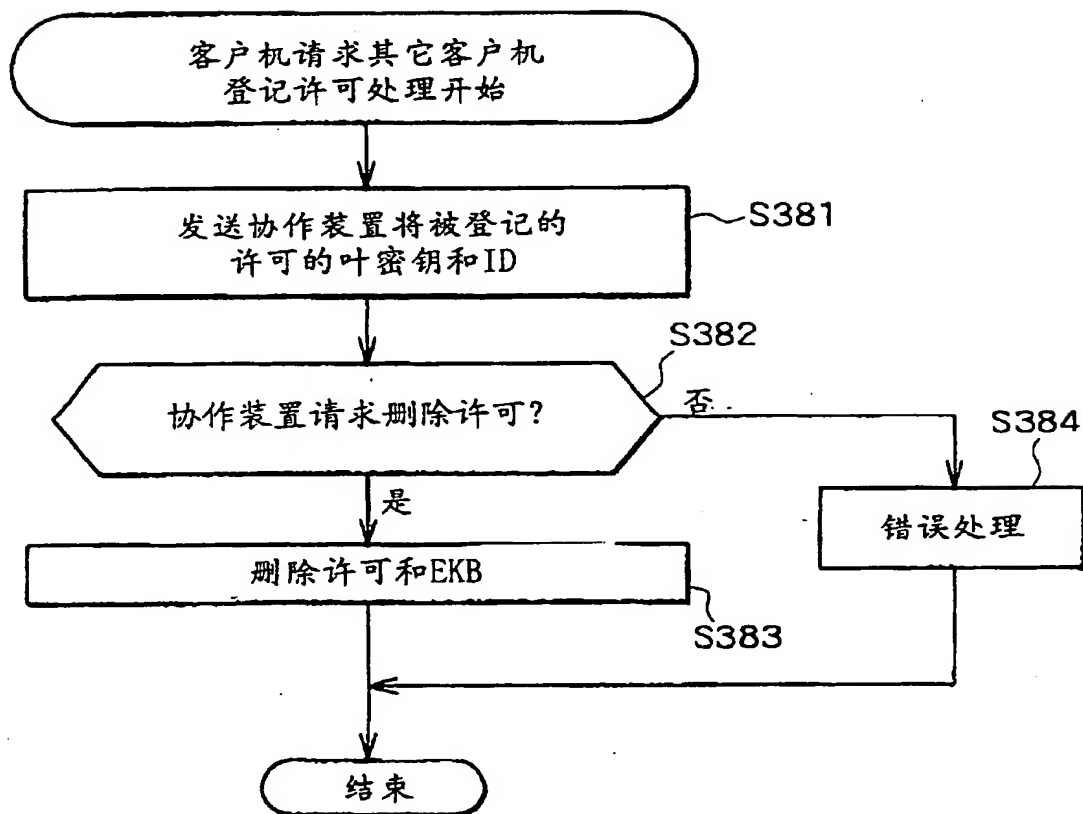 客户机请求其它客户机
登记许可处理开始
发送协作装置将被登记的
许可的叶密钥和ID
S381
S382
协作装置请求删除许可?
否
S384
是
错误处理
删除许可和EKB
S383
结束